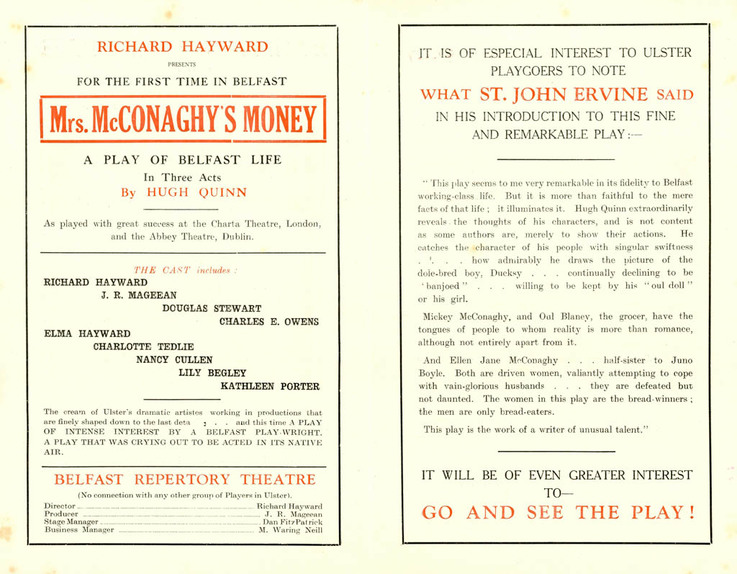 RICHARD HAYWARD
PRESENTS
FOR THE FIRST TIME IN BELFAST
Mrs. McCONAGHY'S MONEY
A PLAY OF BELFAST LIFE
In Three Acts
By HUGH QUINN
As played with great success at the Charta Theatre, London,
and the Abbey Theatre, Dublin.
THE CAST includes :
RICHARD HAYWARD
J. R. MAGEEAN
DOUGLAS STEWART
CHARLES E. OWENS
ELMA HAYWARD
CHARLOTTE TEDLIE
NANCY CULLEN
LILY BEGLEY
KATHLEEN PORTER
The cream of Ulster's dramatic artistes working in productions that
are finely shaped down to the last deta ; . . and this time A PLAY
OF INTENSE INTEREST BY A BELFAST PLAY-WRIGHT.
A PLAY THAT WAS CRYING OUT TO BE ACTED IN ITS NATIVE
AIR.
BELFAST REPERTORY THEATRE
(No connection with any other group of Players in Ulster).
Director Richard Hayward
Producer J. R. Mageean
Stage Manager Dan FitzPatrick
Business Manager M. Waring Neill
IT IS OF ESPECIAL INTEREST TO ULSTER
PLAYGOERS TO NOTE
WHAT ST. JOHN ERVINE SAID
IN HIS INTRODUCTION TO THIS FINE
AND REMARKABLE PLAY :—
" This play seems to me very remarkable in its fidelity to Belfast
working-class life. But it is more than faithful to the mere
facts of that life ; it illuminates it. Hugh Quinn extraordinarily
reveals the thoughts of his characters, and is not content
as some authors are, merely to show their actions. He
catches the character of his people with singular swiftness
. . . . how admirably he draws the picture of the
dole-bred boy, Ducksy . . . continually declining to be
' banjoed " . . . willing to be kept by his " oul doll "
or his girl.
Mickey McConaghy, and Oul Blaney, the grocer, have the
tongues of people to whom reality is more than romance,
although not entirely apart from it.
And Ellen Jane McConaghy . . . half-sister to Juno
Boyle. Both are driven women, valiantly attempting to cope
with vain-glorious husbands . . . they are defeated but
not daunted. The women in this play are the bread-winners ;
the men are only bread-eaters.
This play is the work of a writer of unusual talent."
IT WILL BE OF EVEN GREATER INTEREST
TO—
GO AND SEE THE PLAY !